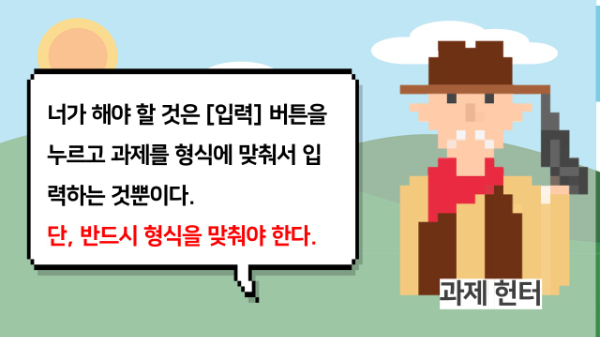 너가 해야 할 것은 [입력] 버튼을
누르고 과제를 형식에 맞춰서 입
력하는 것뿐이다.
단, 반드시 형식을 맞춰야 한다.
과제 헌터